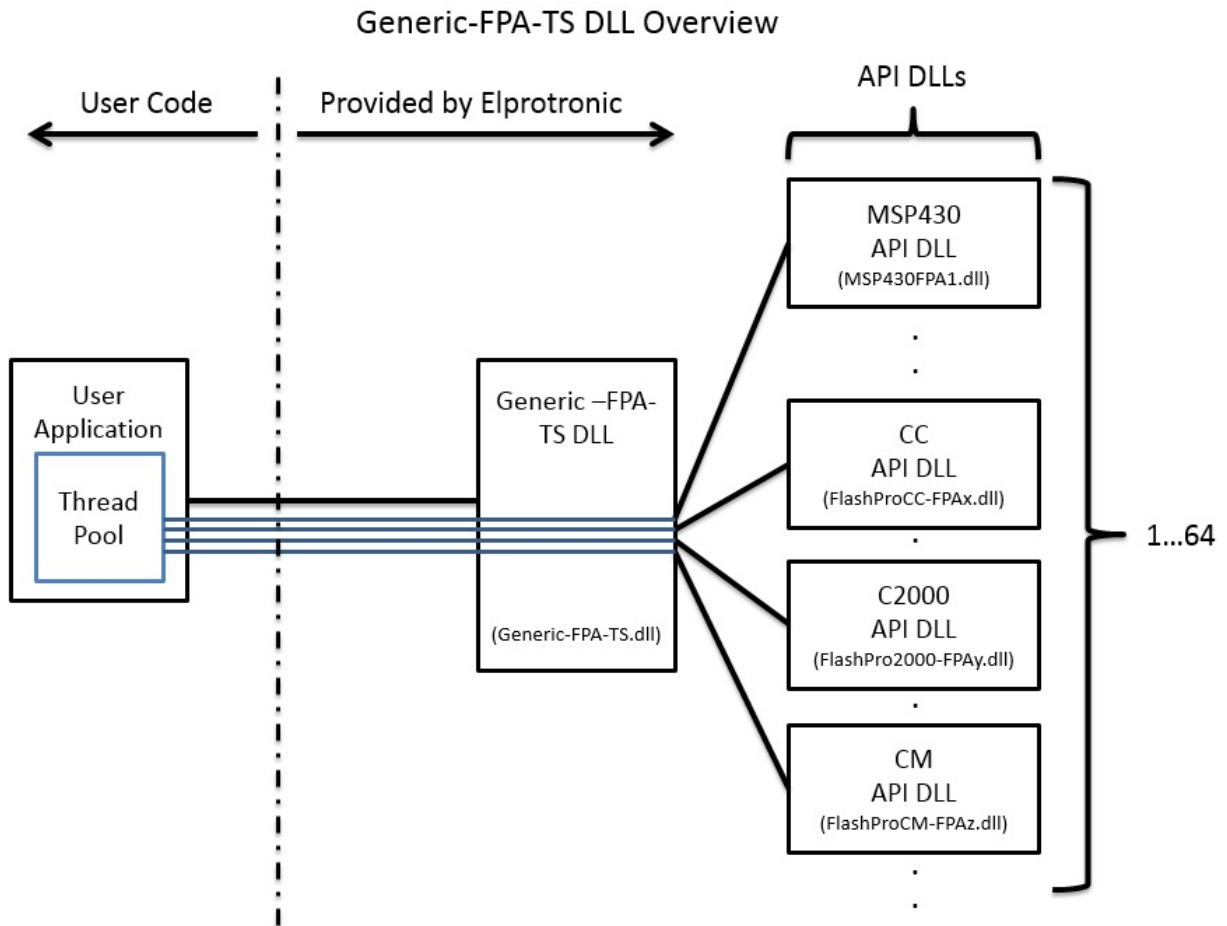 Generic-FPA-TS DLL Overview
User Code
Provided by Elprotronic
API DLLs
MSP430
API DLL
(MSP430FPA1.dll)
User
Application
Thread
Pool
Generic –FPA-
TS DLL
(Generic-FPA-TS.dll)
CC
API DLL
(FlashProCC-FPAx.dll)
C2000
API DLL
(FlashPro2000-FPAy.dll)
CM
API DLL
(FlashProCM-FPAz.dll)
1...64